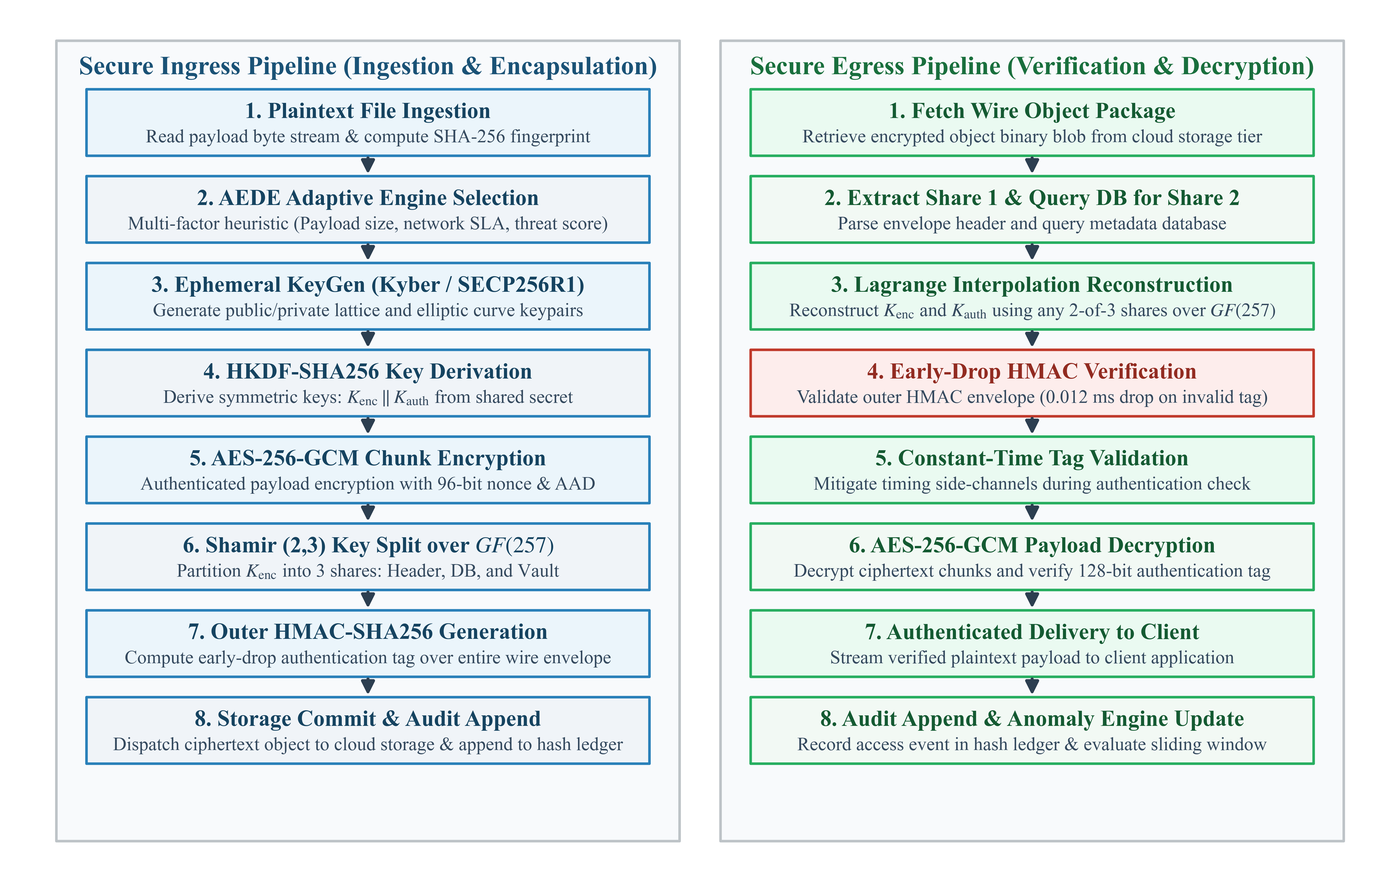 Secure Ingress Pipeline (Ingestion & Encapsulation)
1. Plaintext File Ingestion
Read payload byte stream & compute SHA-256 fingerprint
2. AEDE Adaptive Engine Selection
Multi-factor heuristic (Payload size, network SLA, threat score)
3. Ephemeral KeyGen (Kyber / SECP256R1)
Generate public/private lattice and elliptic curve keypairs
4. HKDF-SHA256 Key Derivation
Derive symmetric keys: K_enc || K_auth from shared secret
5. AES-256-GCM Chunk Encryption
Authenticated payload encryption with 96-bit nonce & AAD
6. Shamir (2,3) Key Split over GF(257)
Partition K_enc into 3 shares: Header, DB, and Vault
7. Outer HMAC-SHA256 Generation
Compute early-drop authentication tag over entire wire envelope
8. Storage Commit & Audit Append
Dispatch ciphertext object to cloud storage & append to hash ledger
Secure Egress Pipeline (Verification & Decryption)
1. Fetch Wire Object Package
Retrieve encrypted object binary blob from cloud storage tier
2. Extract Share 1 & Query DB for Share 2
Parse envelope header and query metadata database
3. Lagrange Interpolation Reconstruction
Reconstruct K_enc and K_auth using any 2-of-3 shares over GF(257)
4. Early-Drop HMAC Verification
Validate outer HMAC envelope (0.012 ms drop on invalid tag)
5. Constant-Time Tag Validation
Mitigate timing side-channels during authentication check
6. AES-256-GCM Payload Decryption
Decrypt ciphertext chunks and verify 128-bit authentication tag
7. Authenticated Delivery to Client
Stream verified plaintext payload to client application
8. Audit Append & Anomaly Engine Update
Record access event in hash ledger & evaluate sliding window